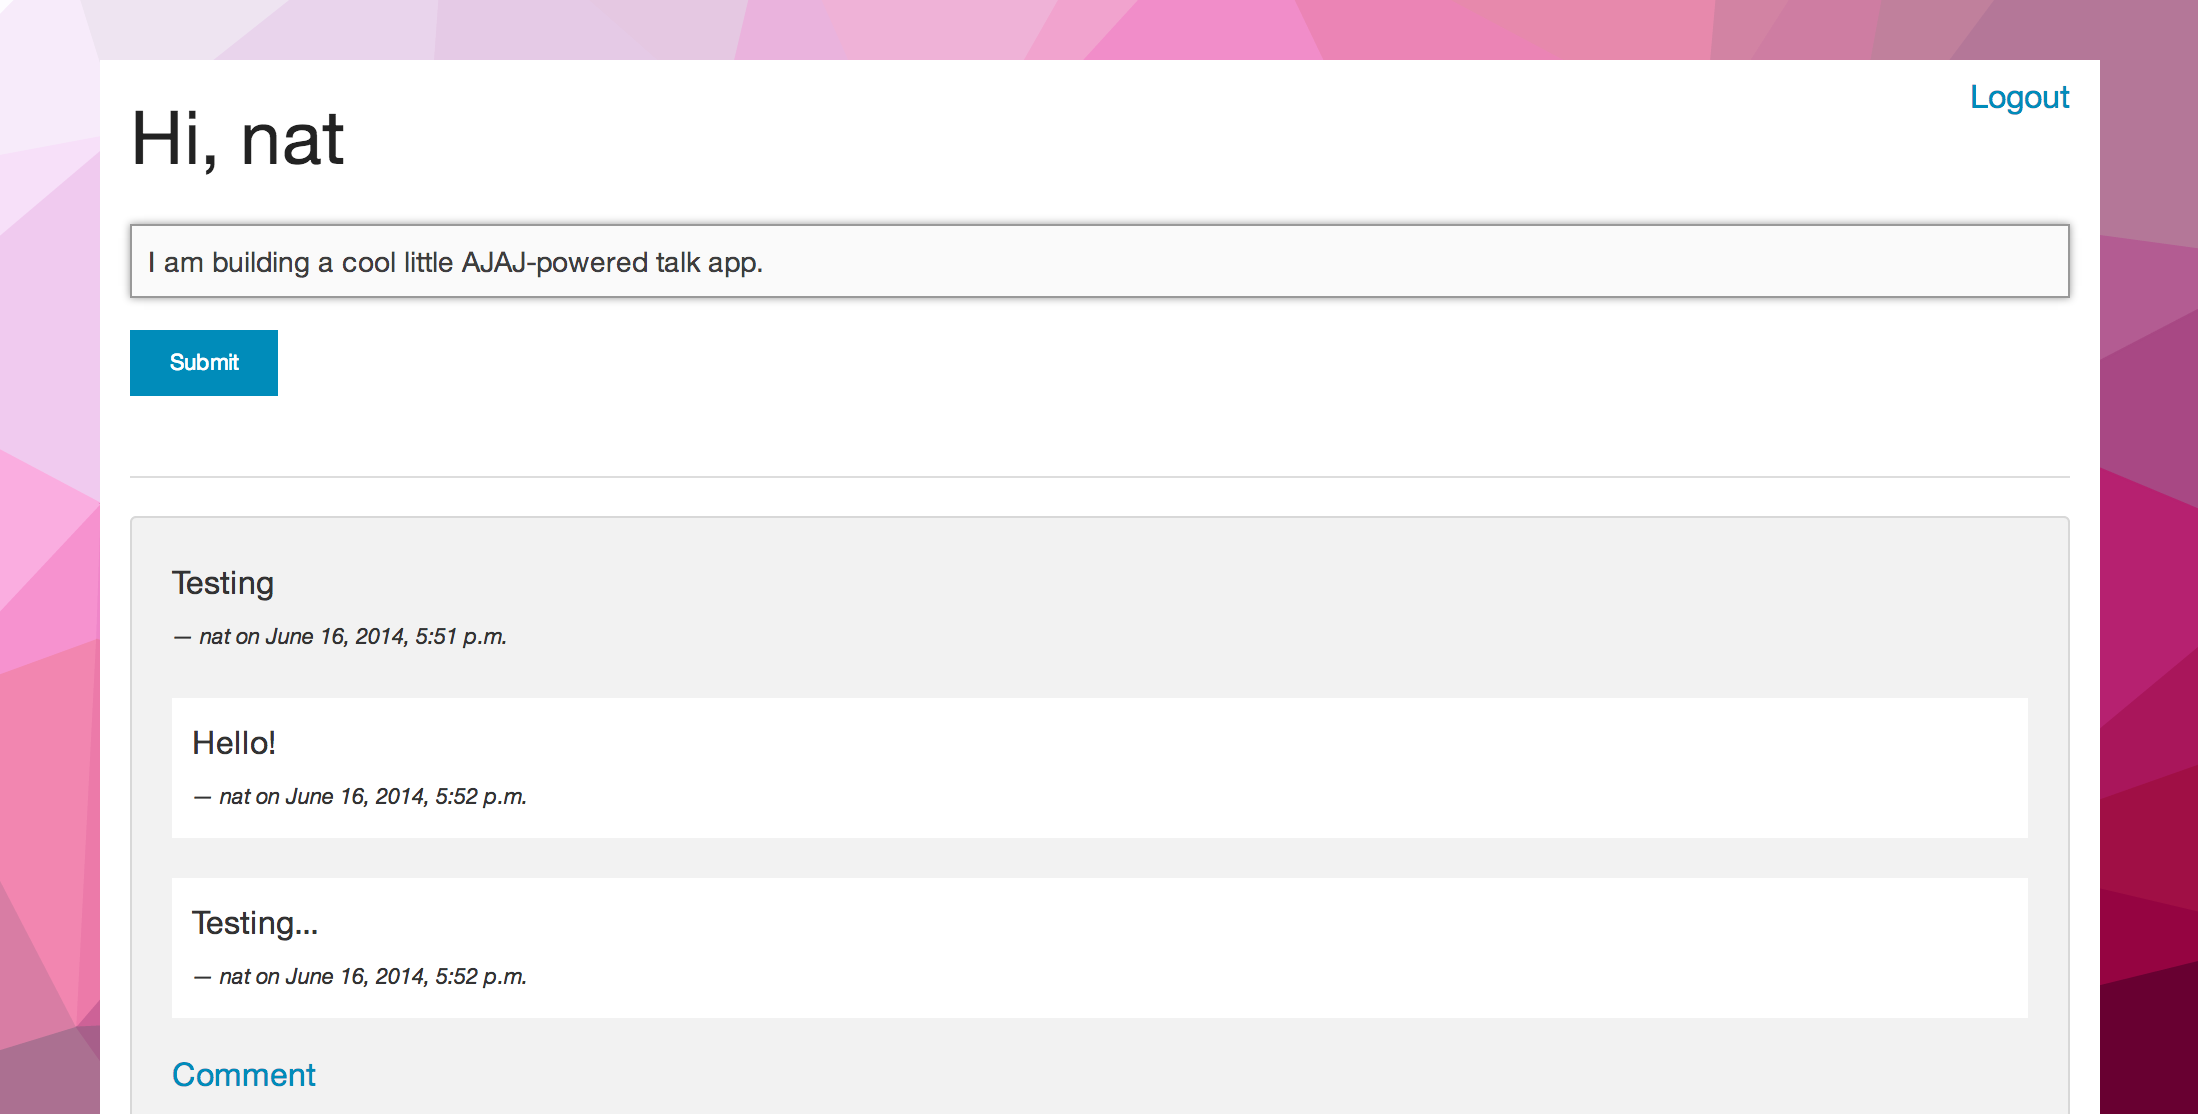 Logout
Hi, nat
I am building a cool little AJAJ-powered talk app.
Submit
Testing
— nat on June 16, 2014, 5:51 p.m.
Hello!
— nat on June 16, 2014, 5:52 p.m.
Testing...
— nat on June 16, 2014, 5:52 p.m.
Comment